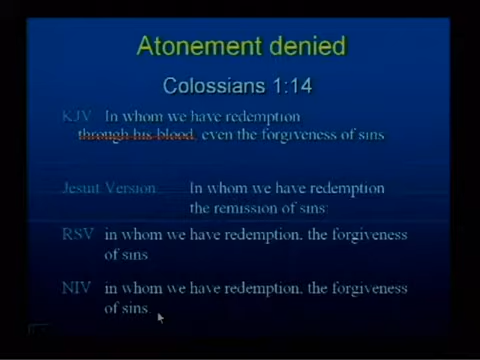 Atonement denied
Colossians 1:14
KJV In whom we have redemption
through his blood, even the forgiveness of sins
Jesuit Version In whom we have redemption
the remission of sins:
RSV in whom we have redemption, the forgiveness
of sins
NIV in whom we have redemption, the forgiveness
of sins.